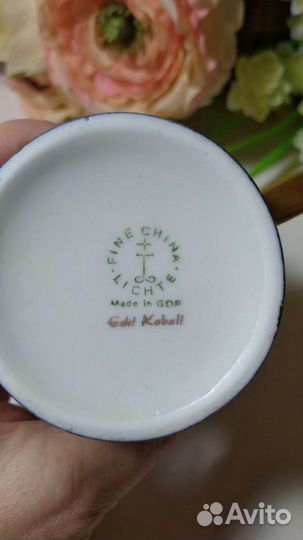 FINE CHINA
LICHTE
Made in GDR
Echt Kobalt
Avito